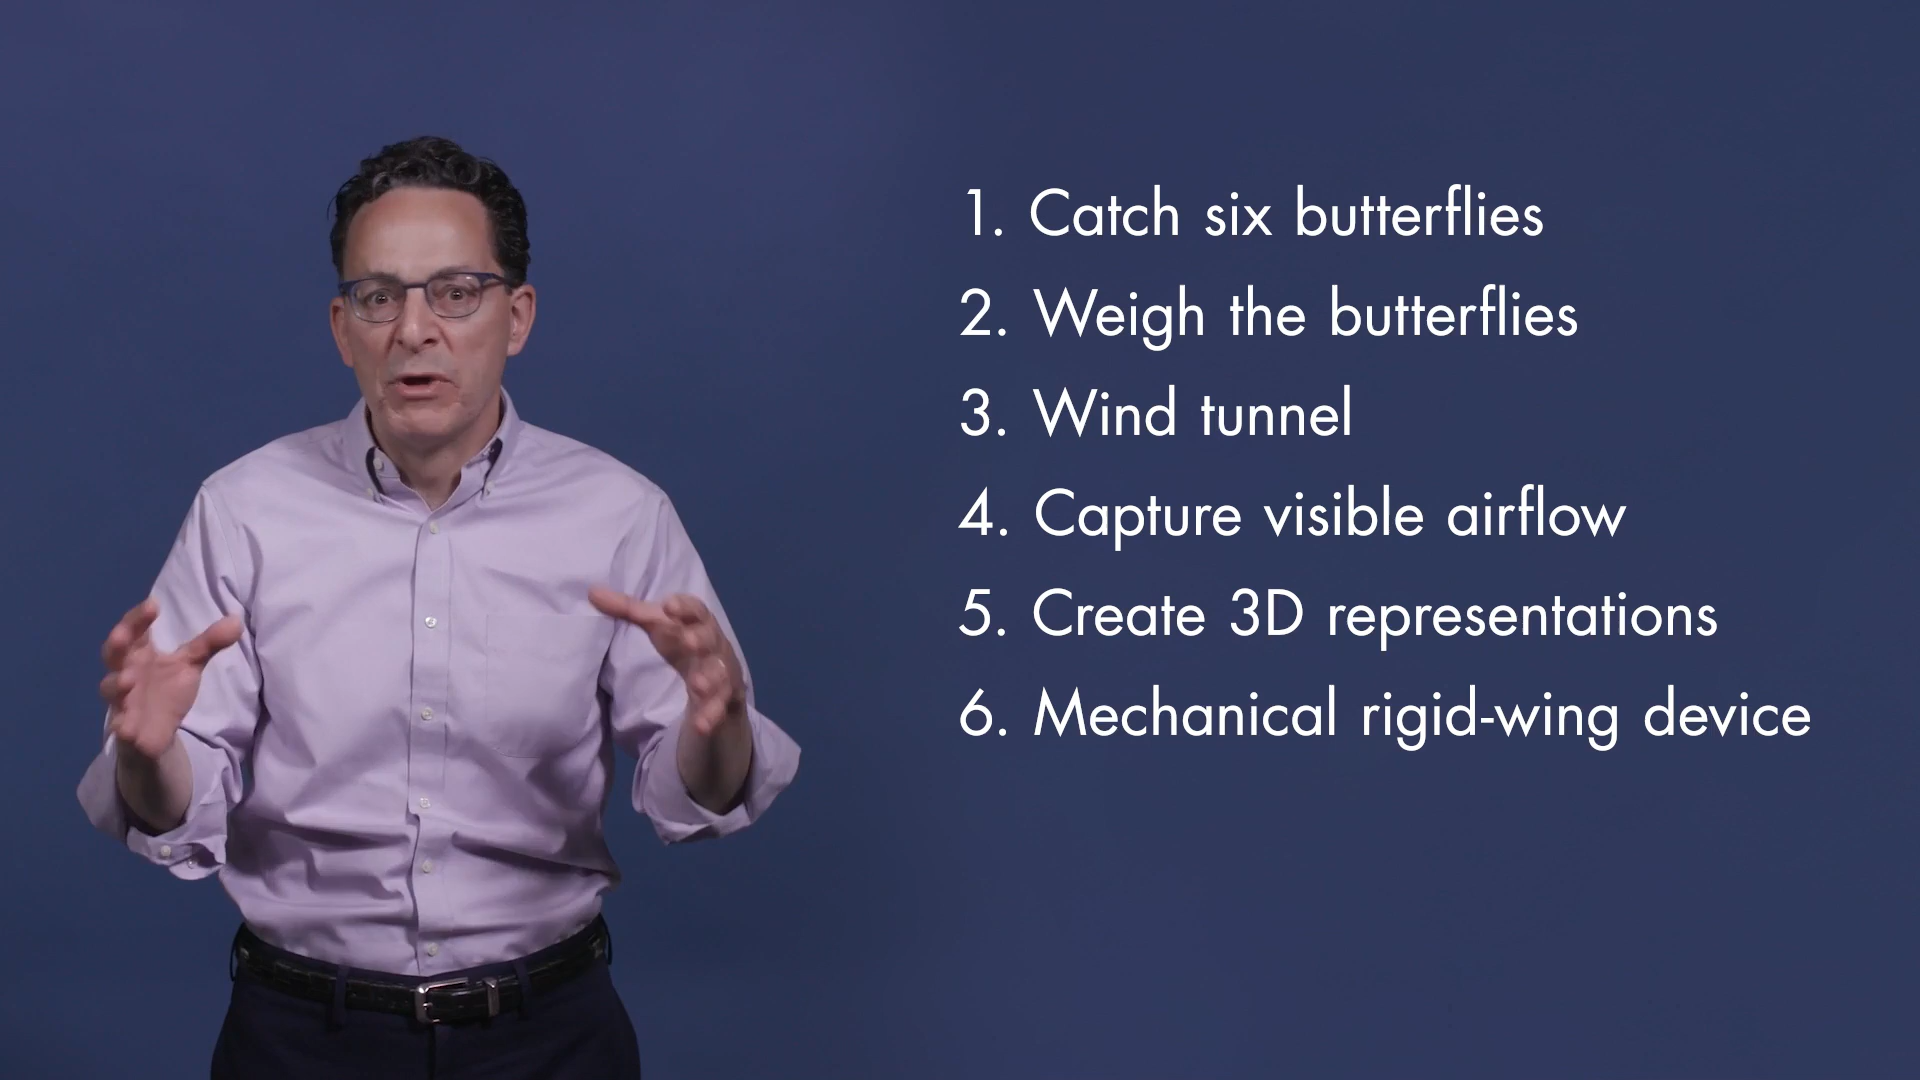 1. Catch six butterflies
2. Weigh the butterflies
3. Wind tunnel
4. Capture visible airflow
5. Create 3D representations
6. Mechanical rigid-wing device